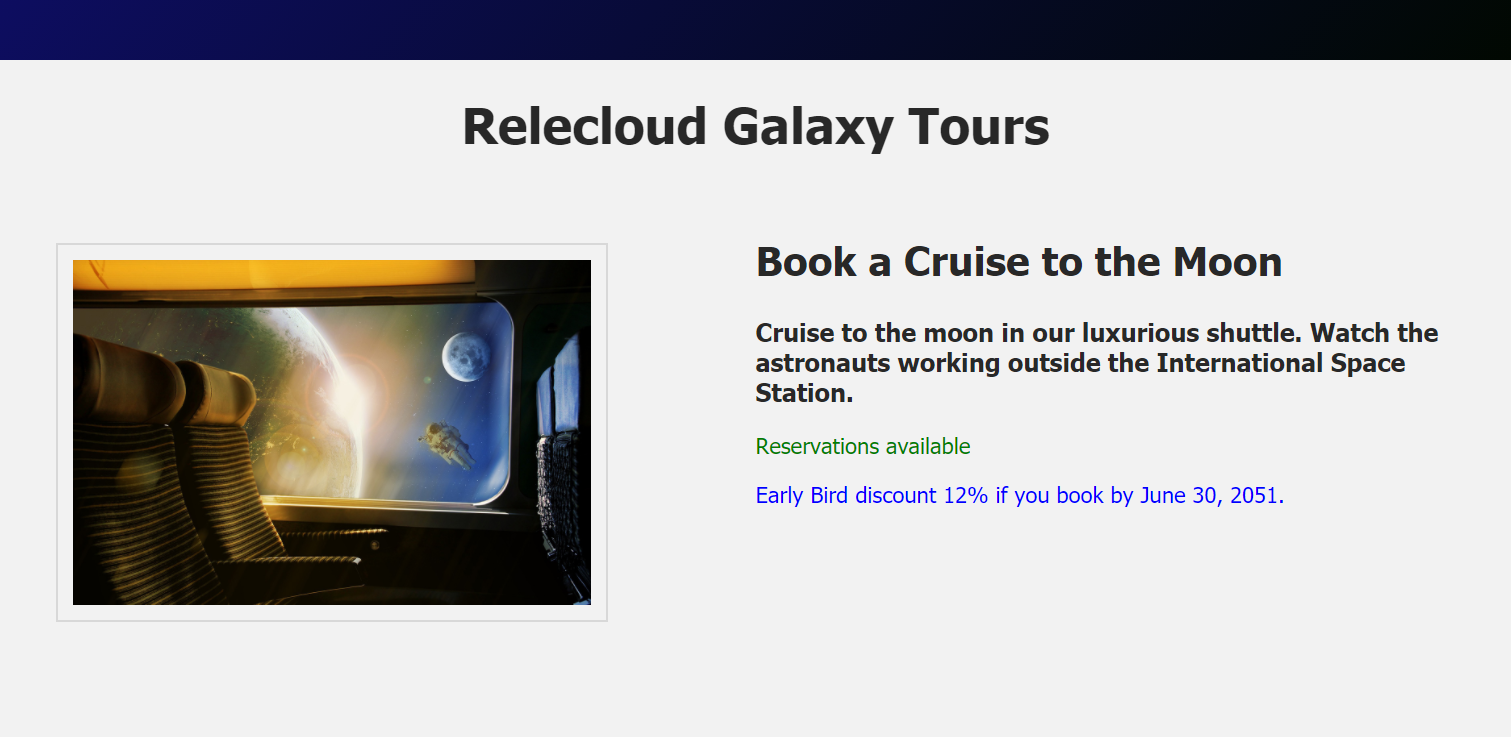 Relecloud Galaxy Tours
Book a Cruise to the Moon
Cruise to the moon in our luxurious shuttle. Watch the
astronauts working outside the International Space
Station.
Reservations available
Early Bird discount 12% if you book by June 30, 2051.